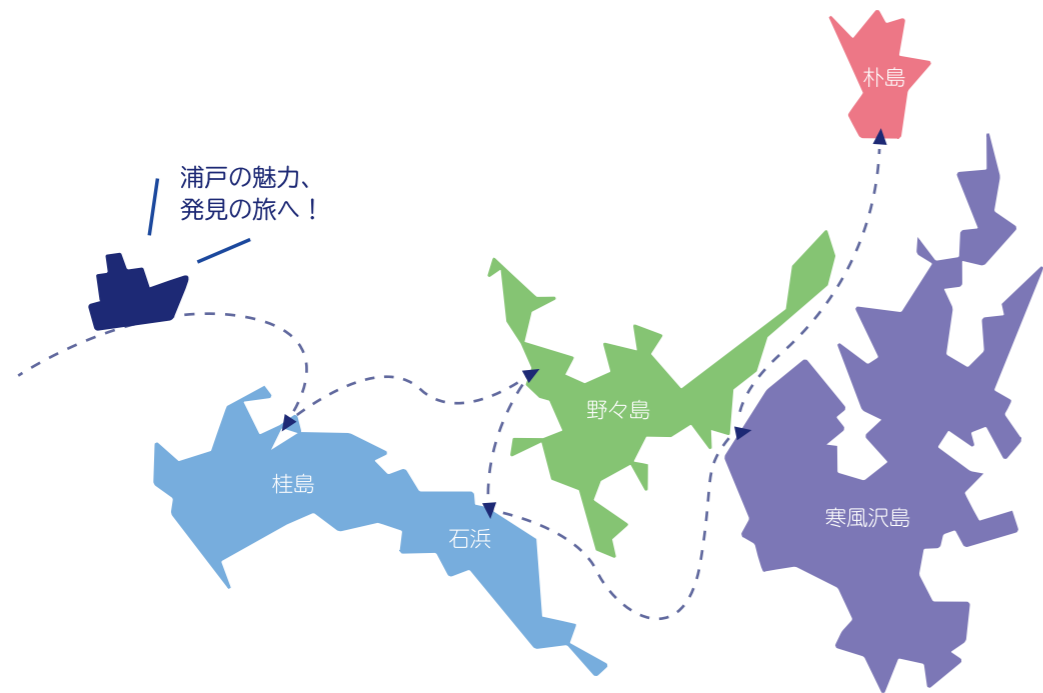 朴島
浦戸の魅力、
発見の旅へ！
野々島
桂島
寒風沢島
石浜